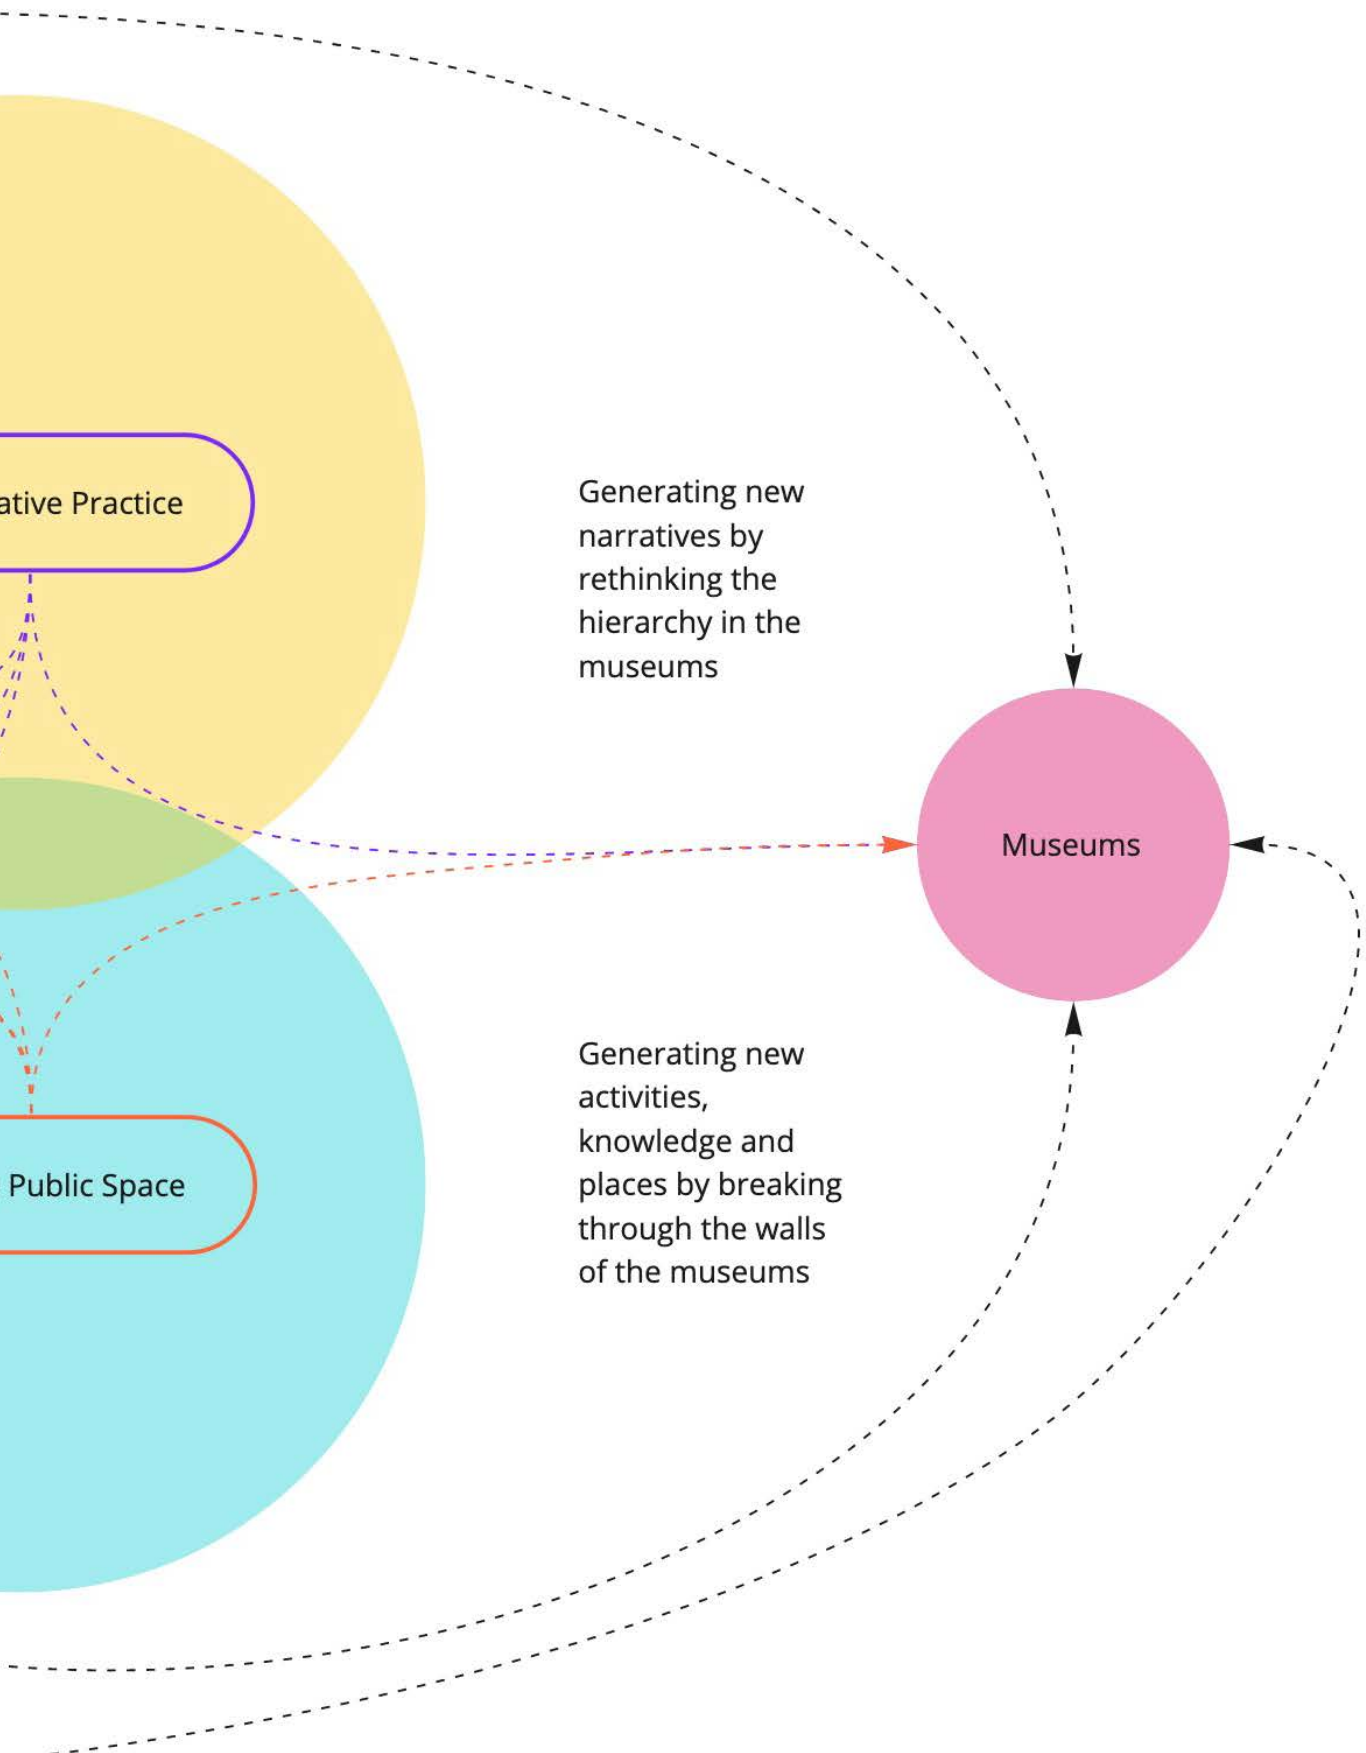 Practice
Generating new
narratives by
rethinking the
hierarchy in the
museums
Museums
Generating new
activities,
knowledge and
places by breaking
through the walls
of the museums
Public Space